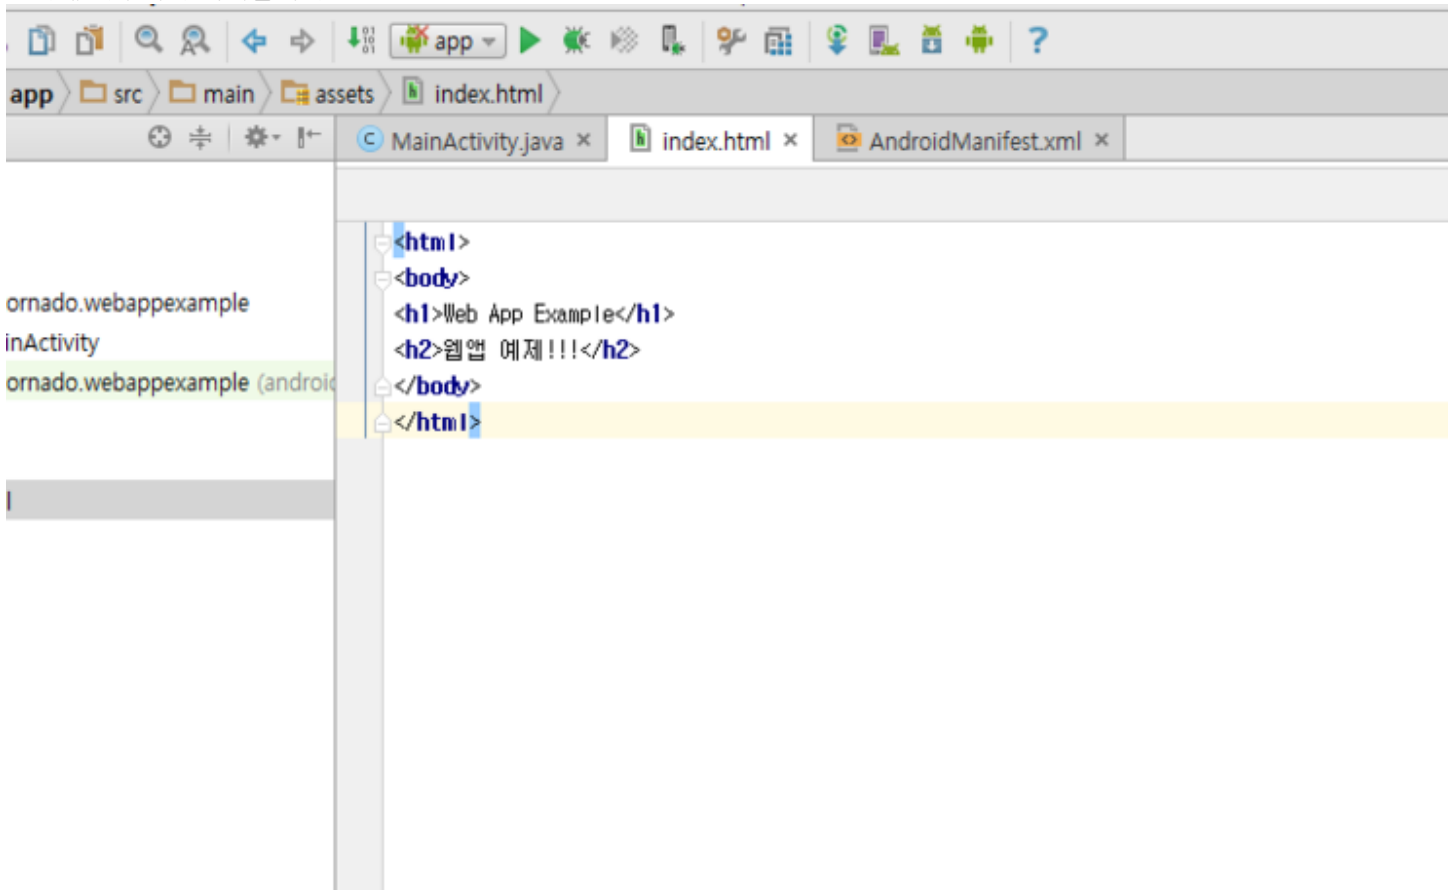 app
?
app src main assets index.html
MainActivity.java × index.html × AndroidManifest.xml ×
<html>
<body>
ornado.webappexample
<h1>Web App Example</h1>
inActivity
<h2>웹앱 예제!!!</h2>
ornado.webappexample (android
</body>
</html>